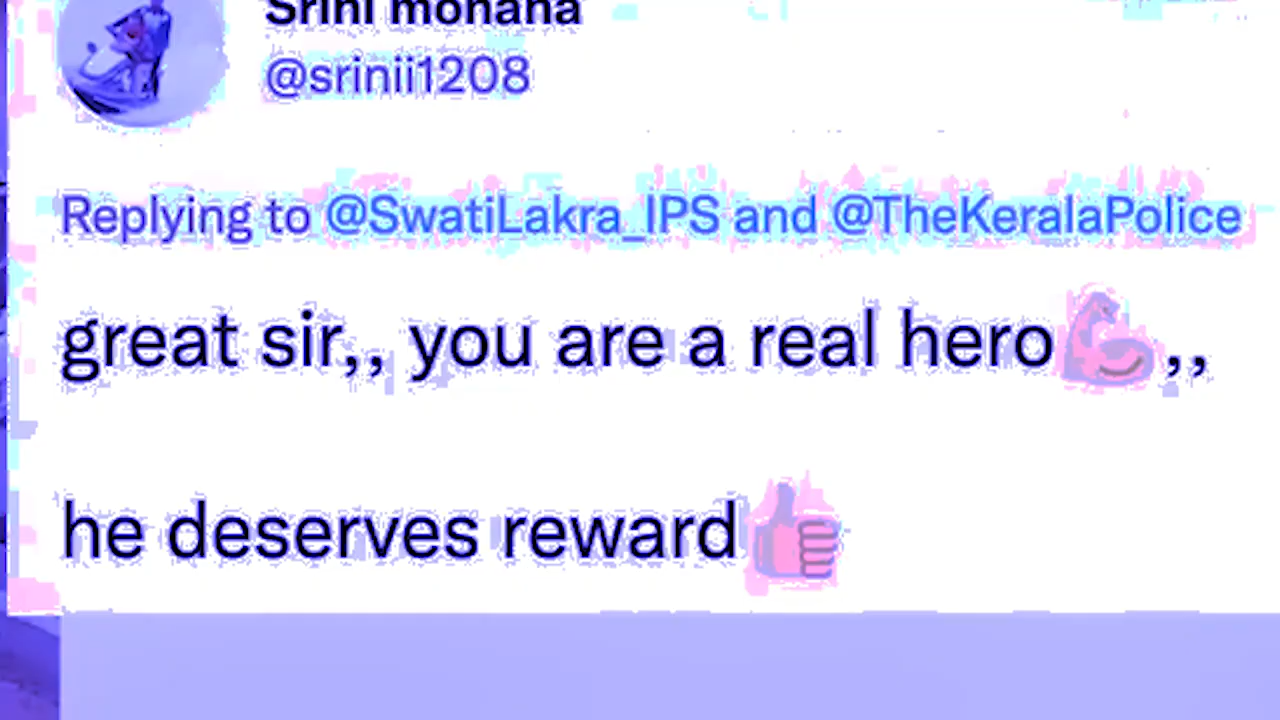 Srini mohana
@srinii1208
Replying to @SwatiLakra_IPS and @TheKeralaPolice
great sir,, you are a real hero💪,,
he deserves reward👍